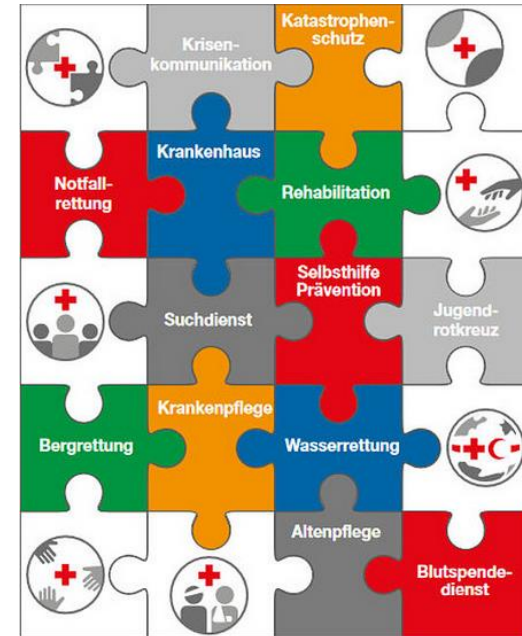 Krisen-
kommunikation
Katastrophen-
schutz
Notfall-
rettung
Krankenhaus
Rehabilitation
Suchdienst
Selbsthilfe
Prävention
Jugend-
rotkreuz
Bergrettung
Krankenpflege
Wasserrettung
Altenpflege
Blutspende-
dienst